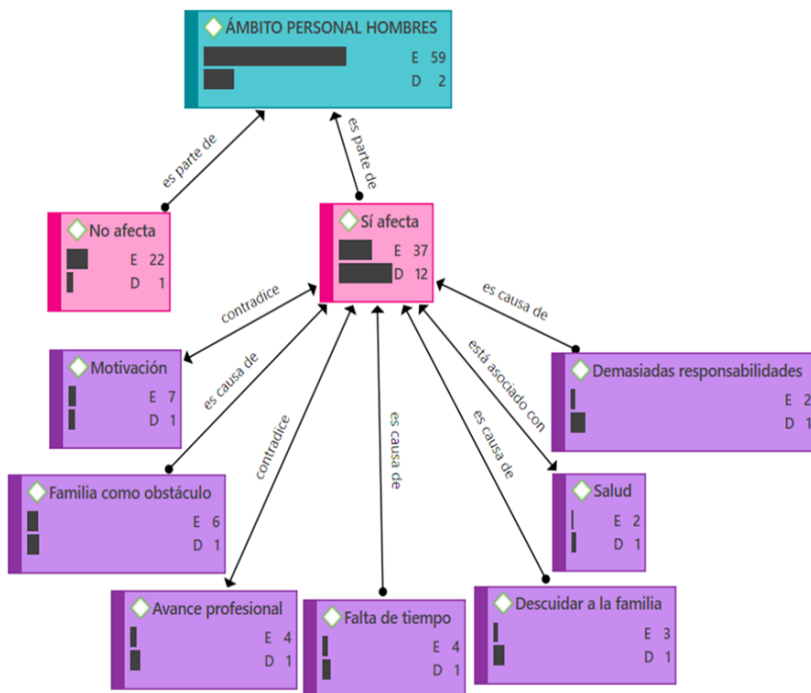 ÁMBITO PERSONAL HOMBRES
E 59
D 2
es parte de
es parte de
No afecta
E 22
D 1
Sí afecta
E 37
D 12
contradice
es causa de
Motivación
E 7
D 1
es causa de
está asociado con
Demasiadas responsabilidades
E 2
D 1
contradice
es causa de
es causa de
Familia como obstáculo
E 6
D 1
Salud
E 2
D 1
Avance profesional
E 4
D 1
Falta de tiempo
E 4
D 1
Descuidar a la familia
E 3
D 1